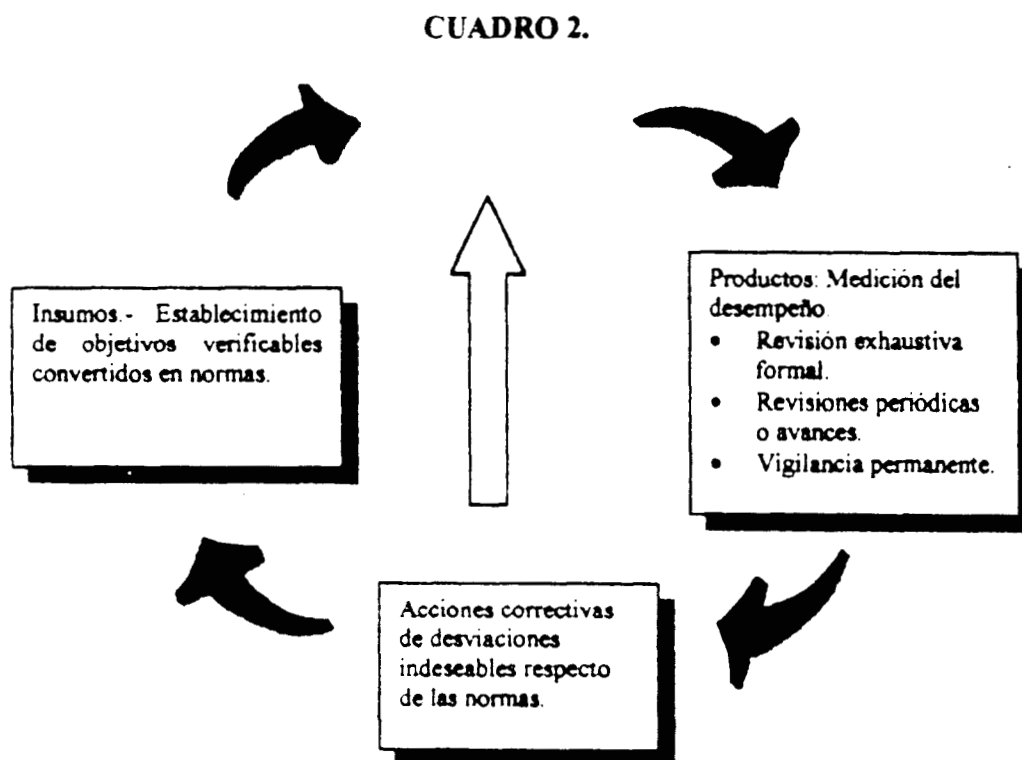 CUADRO 2.
Insumos.- Establecimiento
de objetivos verificables
convertidos en normas.
Productos: Medición del
desempeño.
• Revisión exhaustiva
formal.
• Revisiones periódicas
o avances.
• Vigilancia permanente.
Acciones correctivas
de desviaciones
indeseables respecto
de las normas.